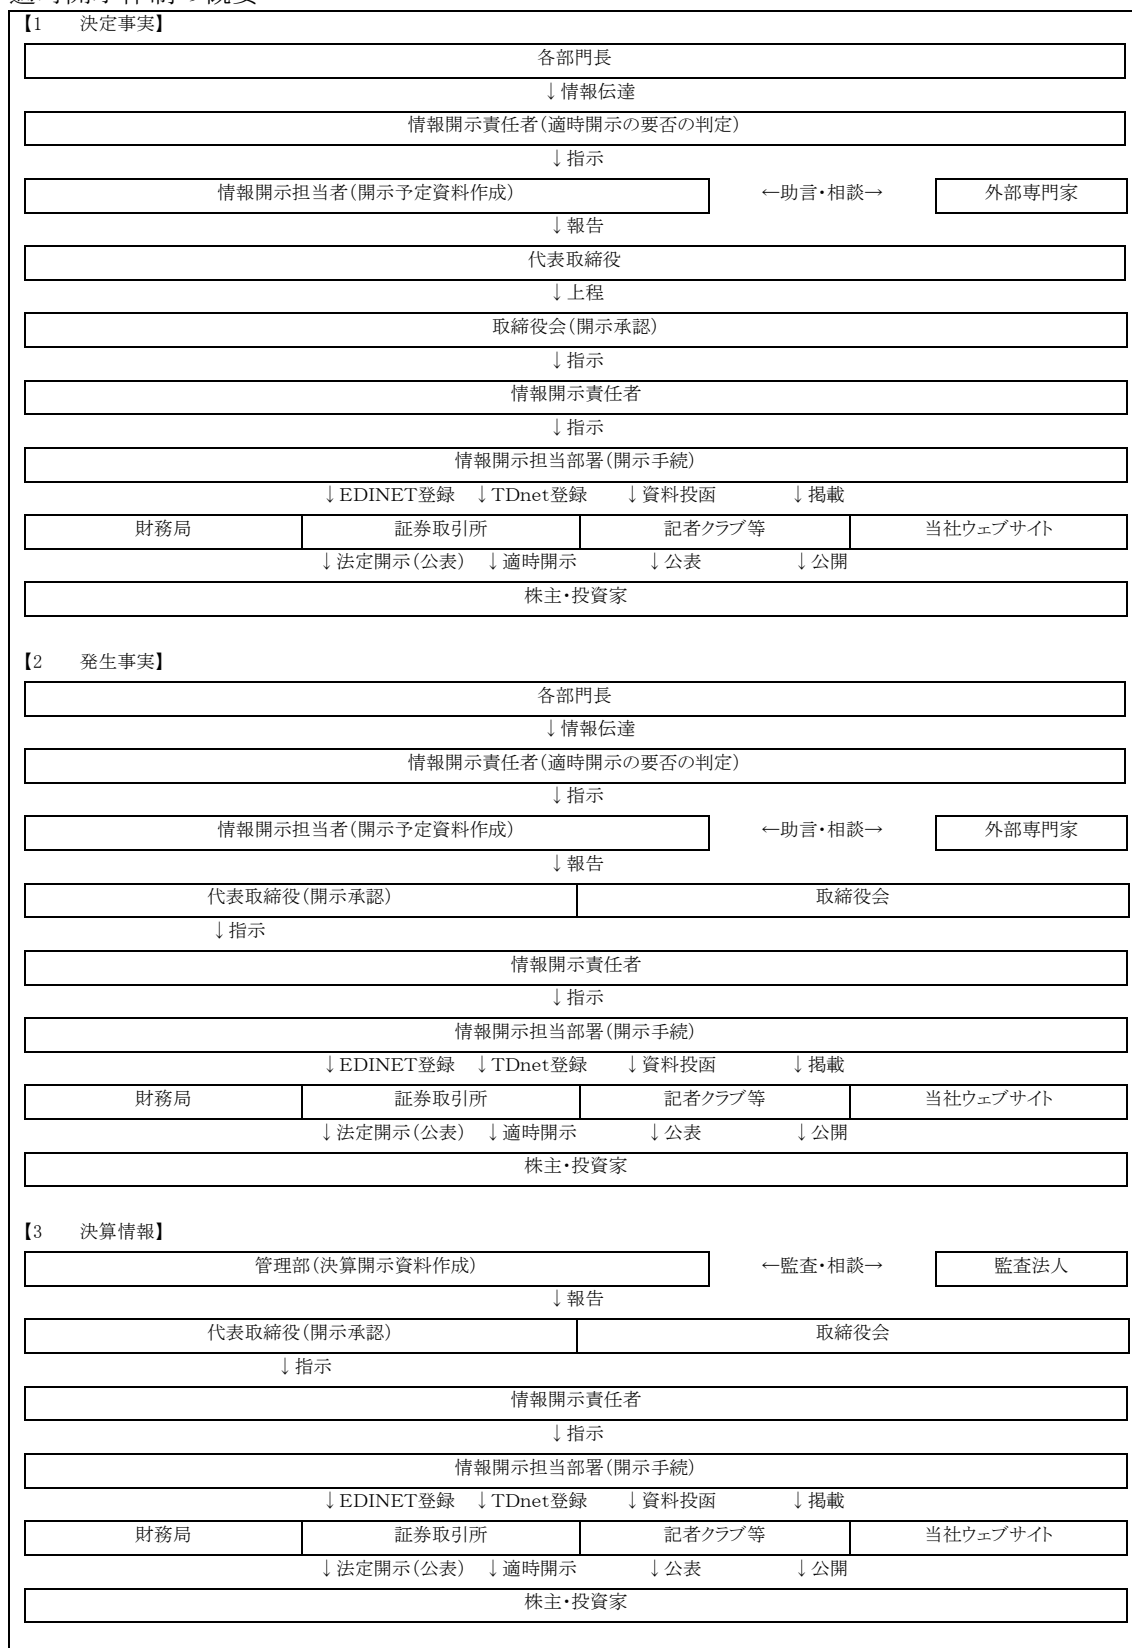 【1　決定事実】
各部門長
↓情報伝達
情報開示責任者(適時開示の要否の判定)
↓指示
情報開示担当者(開示予定資料作成)　←助言・相談→　外部専門家
↓報告
代表取締役
↓上程
取締役会(開示承認)
↓指示
情報開示責任者
↓指示
情報開示担当部署(開示手続)
↓EDINET登録　↓TDnet登録　↓資料投函　↓掲載
財務局　証券取引所　記者クラブ等　当社ウェブサイト
↓法定開示(公表)　↓適時開示　↓公表　↓公開
株主・投資家
【2　発生事実】
各部門長
↓情報伝達
情報開示責任者(適時開示の要否の判定)
↓指示
情報開示担当者(開示予定資料作成)　←助言・相談→　外部専門家
↓報告
代表取締役(開示承認)　取締役会
↓指示
情報開示責任者
↓指示
情報開示担当部署(開示手続)
↓EDINET登録　↓TDnet登録　↓資料投函　↓掲載
財務局　証券取引所　記者クラブ等　当社ウェブサイト
↓法定開示(公表)　↓適時開示　↓公表　↓公開
株主・投資家
【3　決算情報】
管理部(決算開示資料作成)　←監査・相談→　監査法人
↓報告
代表取締役(開示承認)　取締役会
↓指示
情報開示責任者
↓指示
情報開示担当部署(開示手続)
↓EDINET登録　↓TDnet登録　↓資料投函　↓掲載
財務局　証券取引所　記者クラブ等　当社ウェブサイト
↓法定開示(公表)　↓適時開示　↓公表　↓公開
株主・投資家